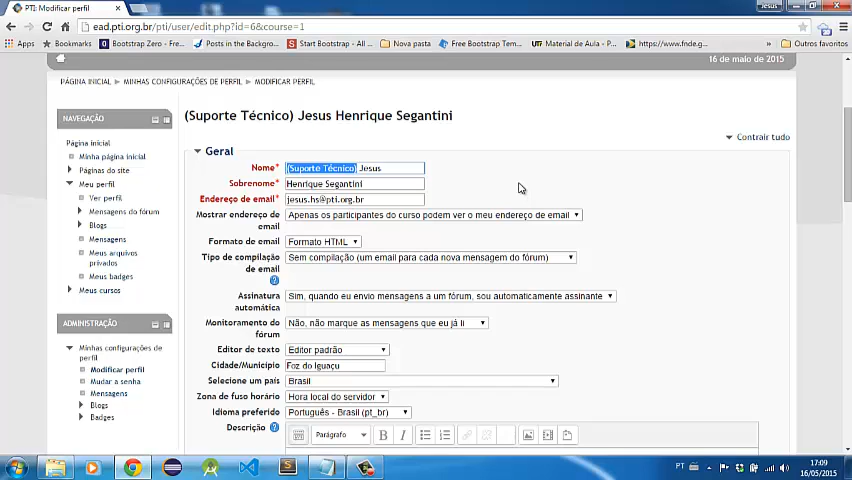 PTI: Modificar perfil
Jesus
ead.pti.org.br/pti/user/edit.php?id=6&course=1
Apps Bookmarks Bootstrap Zero - Free... Posts in the Backgro... Start Bootstrap - Fre... Nova pasta Free Bootstrap Temp... Material de Aula - P... https://www.fnde.g... » Outros favoritos
16 de maio de 2015
PÁGINA INICIAL ► MINHAS CONFIGURAÇÕES DE PERFIL ► MODIFICAR PERFIL
NAVEGAÇÃO
Página inicial
Minha página inicial
Páginas do site
Meu perfil
Ver perfil
Mensagens do fórum
Blogs
Mensagens
Meus arquivos
privados
Meus badges
Meus cursos
ADMINISTRAÇÃO
Minhas configurações de
perfil
Modificar perfil
Mudar a senha
Mensagens
Blogs
Badges
(Suporte Técnico) Jesus Henrique Segantini
Contrair tudo
Geral
Nome* (Suporte Técnico) Jesus
Sobrenome* Henrique Segantini
Endereço de email* jesus.hs@pti.org.br
Mostrar endereço de
email
Apenas os participantes do curso podem ver o meu endereço de email
Formato de email Formato HTML
Tipo de compilação
de email
Sem compilação (um email para cada nova mensagem do fórum)
Assinatura
automática
Sim, quando eu envio mensagens a um fórum, sou automaticamente assinante
Monitoramento do
fórum
Não, não marque as mensagens que eu já li
Editor de texto Editor padrão
Cidade/Município Foz do Iguaçu
Selecione um país Brasil
Zona de fuso horário Hora local do servidor
Idioma preferido Português - Brasil (pt_br)
Descrição Parágrafo B I
PT 17:09
16/05/2015